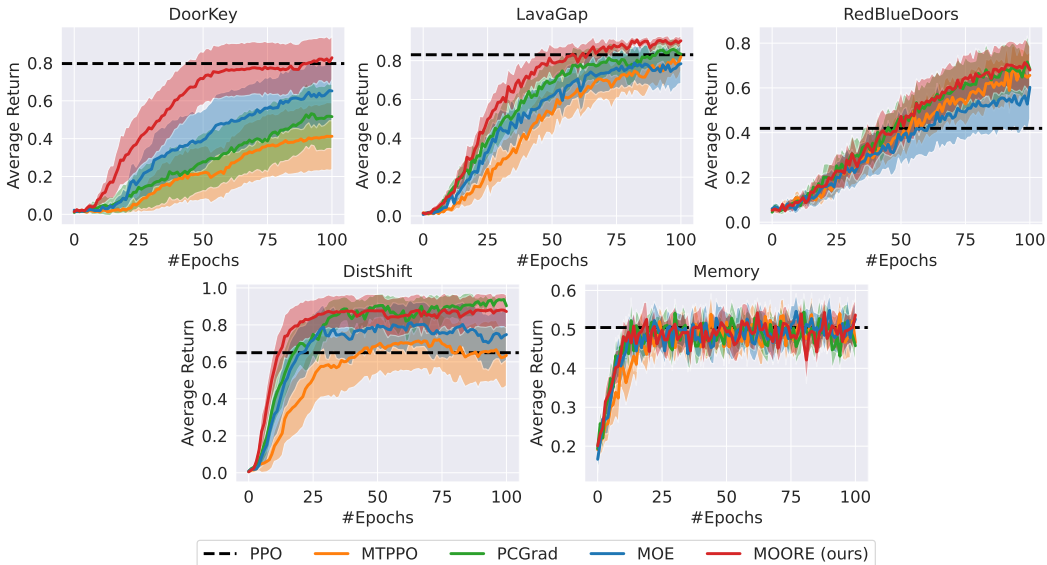 DoorKey
LavaGap
RedBlueDoors
Average Return
0.8
0.6
0.4
0.2
0.0
0 25 50 75 100
#Epochs
Average Return
0.8
0.6
0.4
0.2
0.0
0 25 50 75 100
#Epochs
Average Return
0.8
0.6
0.4
0.2
0.0
0 25 50 75 100
#Epochs
DistShift
Memory
Average Return
1.0
0.8
0.6
0.4
0.2
0.0
0 25 50 75 100
#Epochs
Average Return
0.6
0.5
0.4
0.3
0.2
0 25 50 75 100
#Epochs
PPO MTPPO PCGrad MOE MOORE (ours)